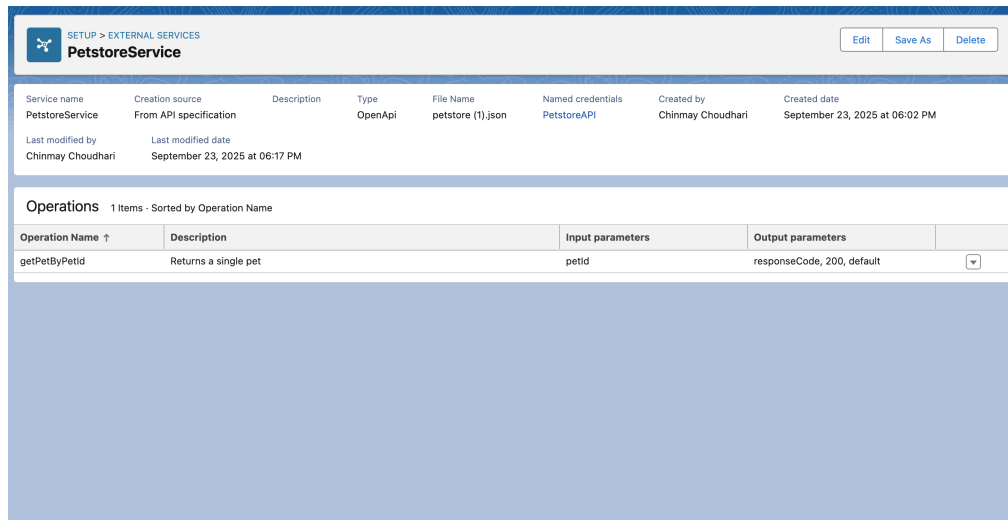 SETUP > EXTERNAL SERVICES
PetstoreService
Edit Save As Delete
Service name Creation source Description Type File Name Named credentials Created by Created date
PetstoreService From API specification OpenApi petstore (1).json PetstoreAPI Chinmay Choudhari September 23, 2025 at 06:02 PM
Last modified by Last modified date
Chinmay Choudhari September 23, 2025 at 06:17 PM
Operations 1 Items · Sorted by Operation Name
Operation Name ↑ Description Input parameters Output parameters
getPetByPetId Returns a single pet petId responseCode, 200, default